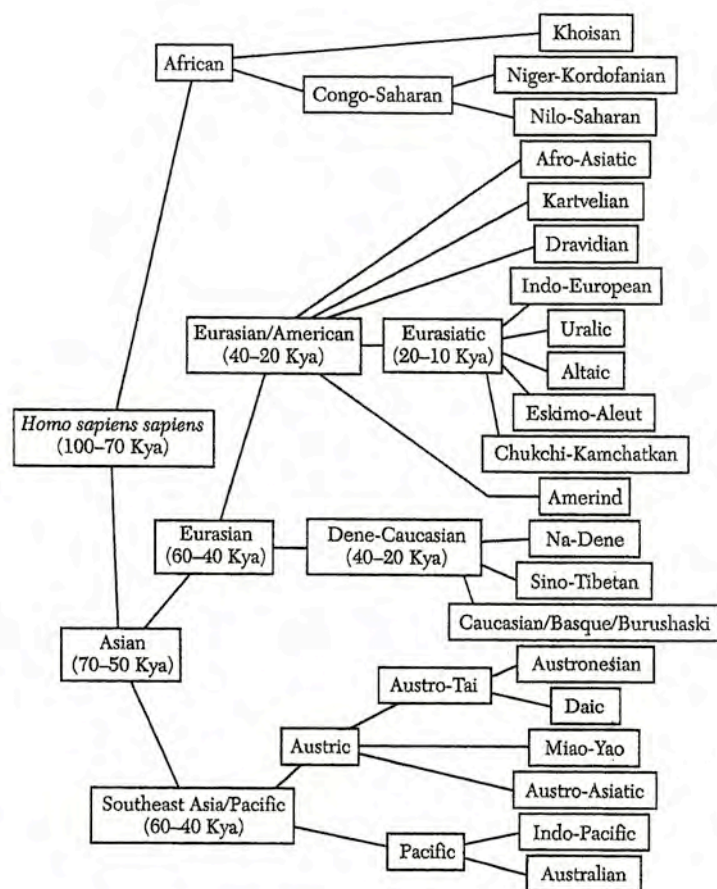 Khoisan
African
Niger-Kordofanian
Congo-Saharan
Nilo-Saharan
Afro-Asiatic
Kartvelian
Dravidian
Indo-European
Eurasian/American
(40–20 Kya)
Eurasiatic
(20–10 Kya)
Uralic
Altaic
Eskimo-Aleut
Homo sapiens sapiens
(100–70 Kya)
Chukchi-Kamchatkan
Amerind
Eurasian
(60–40 Kya)
Dene-Caucasian
(40–20 Kya)
Na-Dene
Sino-Tibetan
Caucasian/Basque/Burushaski
Asian
(70–50 Kya)
Austronesian
Austro-Tai
Daic
Austric
Miao-Yao
Austro-Asiatic
Southeast Asia/Pacific
(60–40 Kya)
Indo-Pacific
Pacific
Australian